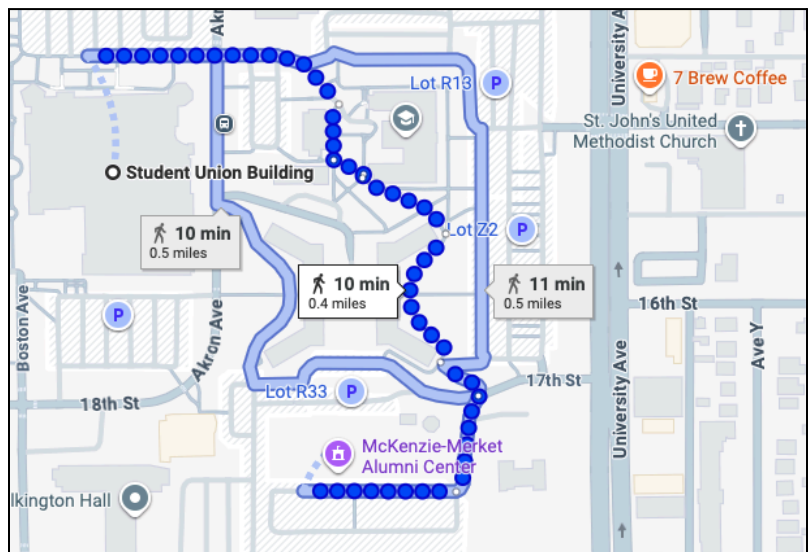 Akr
University A
Lot R13
P
7 Brew Coffee
St. John's United
Methodist Church
Student Union Building
10 min
0.5 miles
Lot Z2
P
10 min
0.4 miles
11 min
0.5 miles
16th St
P
Boston Ave
Akron Ave
University Ave
Ave Y
17th St
18th St
Lot R33
P
McKenzie-Merket
Alumni Center
lkington Hall